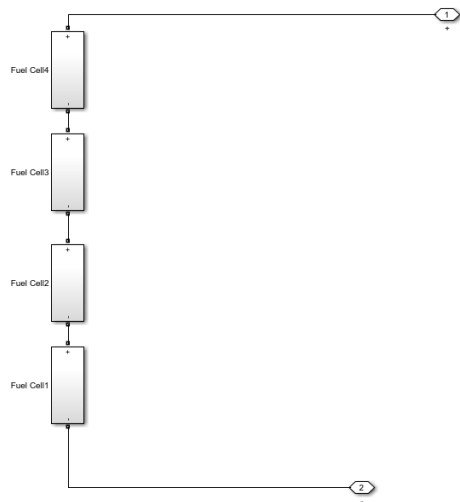 1
+
+
Fuel Cell4
-
+
Fuel Cell3
-
+
Fuel Cell2
-
+
Fuel Cell1
-
2